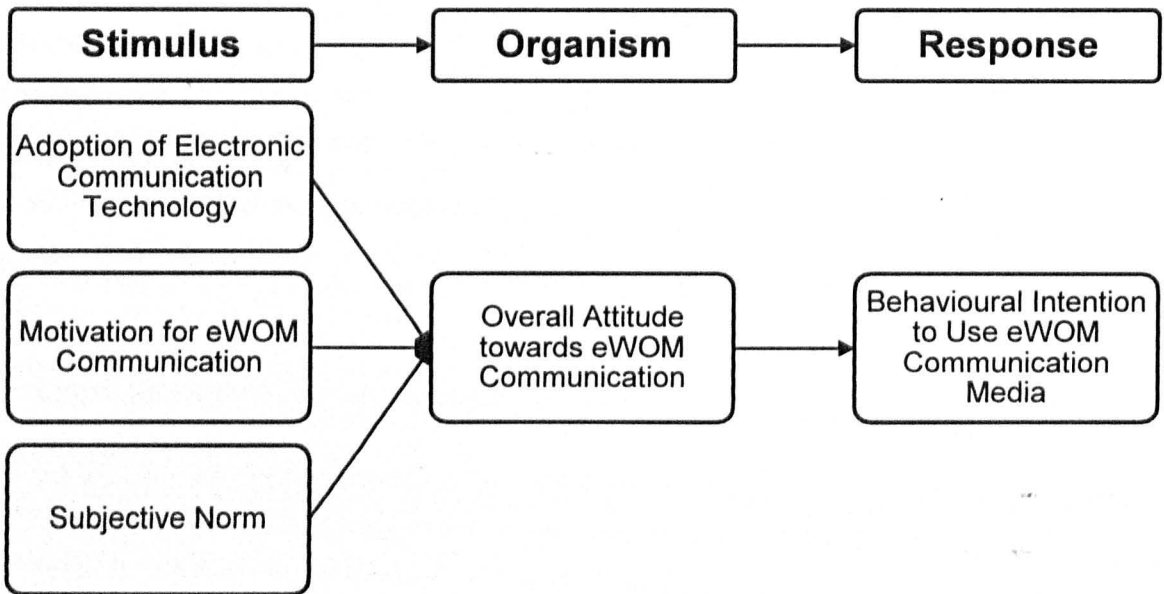 Stimulus
Organism
Response
Adoption of Electronic
Communication
Technology
Motivation for eWOM
Communication
Subjective Norm
Overall Attitude
towards eWOM
Communication
Behavioural Intention
to Use eWOM
Communication
Media